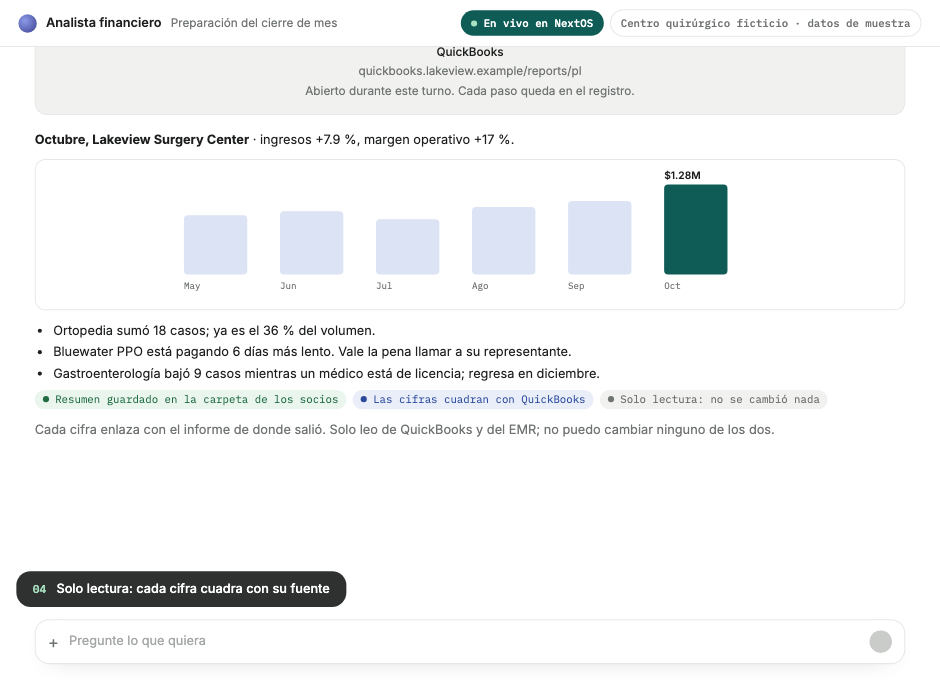 Analista financiero Preparación del cierre de mes
En vivo en NextOS
Centro quirúrgico ficticio · datos de muestra
QuickBooks
quickbooks.lakeview.example/reports/pl
Abierto durante este turno. Cada paso queda en el registro.
Octubre, Lakeview Surgery Center · ingresos +7.9 %, margen operativo +17 %.
$1.28M
May Jun Jul Ago Sep Oct
• Ortopedia sumó 18 casos; ya es el 36 % del volumen.
• Bluewater PPO está pagando 6 días más lento. Vale la pena llamar a su representante.
• Gastroenterología bajó 9 casos mientras un médico está de licencia; regresa en diciembre.
Resumen guardado en la carpeta de los socios
Las cifras cuadran con QuickBooks
Solo lectura: no se cambió nada
Cada cifra enlaza con el informe de donde salió. Solo leo de QuickBooks y del EMR; no puedo cambiar ninguno de los dos.
04 Solo lectura: cada cifra cuadra con su fuente
+ Pregunte lo que quiera